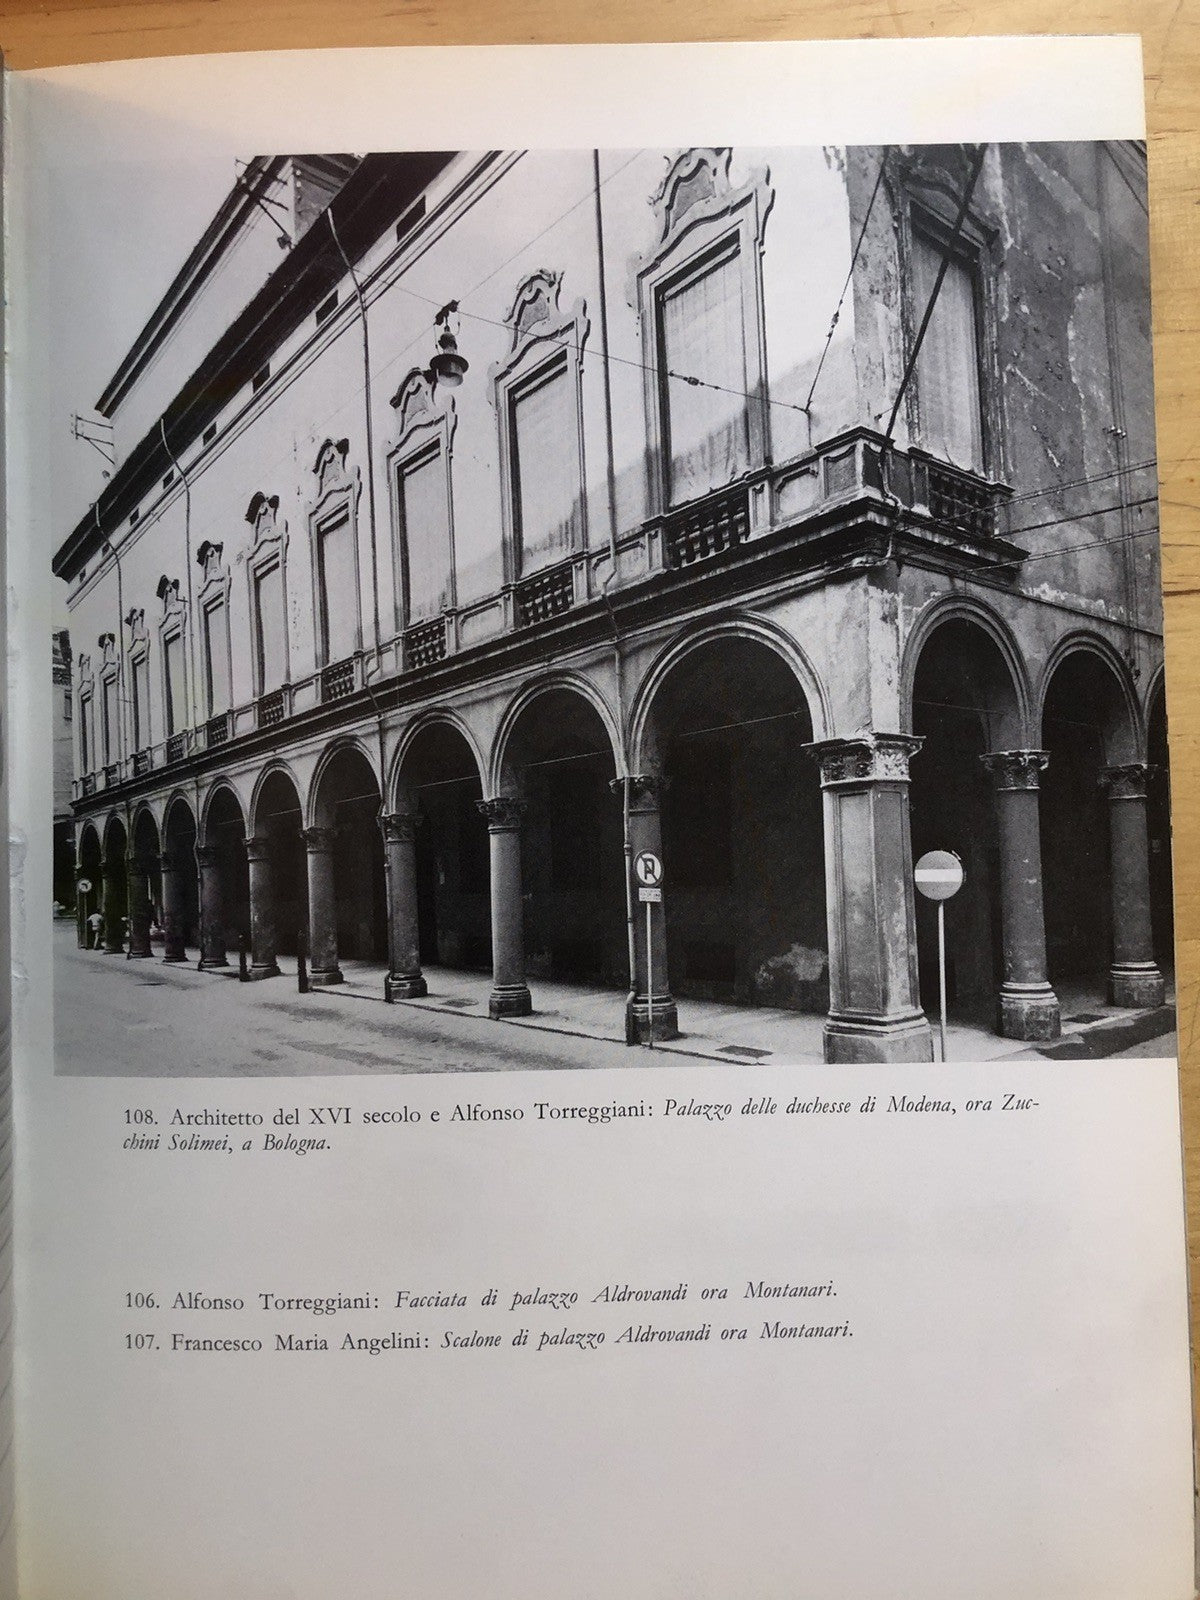 108. Architetto del XVI secolo e Alfonso Torreggiani: Palazzo delle duchesse di Modena, ora Zuc-
chini Solimei, a Bologna.
106. Alfonso Torreggiani: Facciata di palazzo Aldrovandi ora Montanari.
107. Francesco Maria Angelini: Scalone di palazzo Aldrovandi ora Montanari.